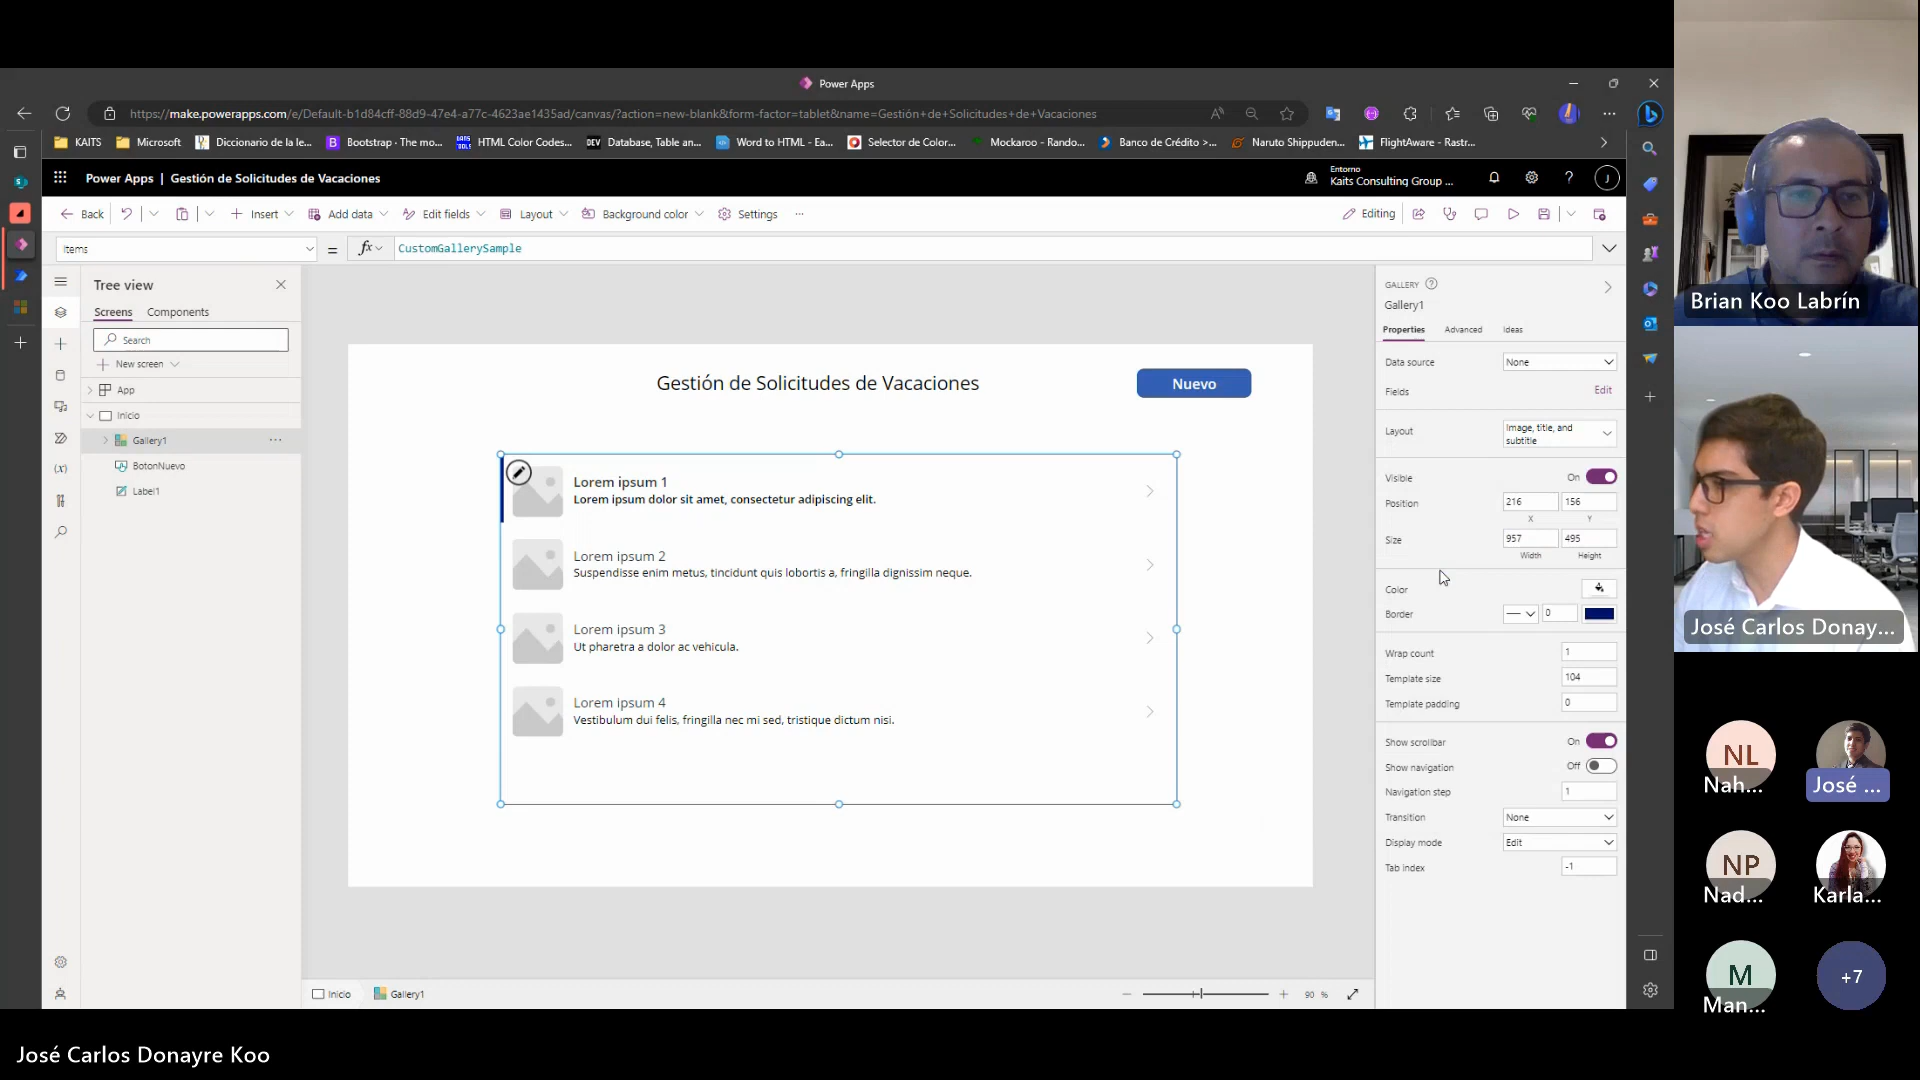 Power Apps
https://make.powerapps.com/e/Default-b1d84cff-88d9-47e4-a77c-4623ae1435ad/canvas/?action=new-blank&form-factor=tablet&name=Gestión+de+Solicitudes+de+Vacaciones
KAITS
Microsoft
Diccionario de la le...
Bootstrap · The mo...
HTML Color Codes...
Database, Table an...
Word to HTML - Ea...
Selector de Color...
Mockaroo - Rando...
Banco de Crédito >...
Naruto Shippuden...
FlightAware - Rastr...
Power Apps | Gestión de Solicitudes de Vacaciones
Entorno
Kaits Consulting Group ...
J
Back
Insert
Add data
Edit fields
Layout
Background color
Settings
...
Editing
Items
=
fx
CustomGallerySample
Tree view
Screens
Components
Search
New screen
App
Inicio
Gallery1
BotonNuevo
Label1
Gestión de Solicitudes de Vacaciones
Nuevo
Lorem ipsum 1
Lorem ipsum dolor sit amet, consectetur adipiscing elit.
Lorem ipsum 2
Suspendisse enim metus, tincidunt quis lobortis a, fringilla dignissim neque.
Lorem ipsum 3
Ut pharetra a dolor ac vehicula.
Lorem ipsum 4
Vestibulum dui felis, fringilla nec mi sed, tristique dictum nisi.
GALLERY
Gallery1
Properties
Advanced
Ideas
Data source
None
Fields
Edit
Layout
Image, title, and
subtitle
Visible
On
Position
216
156
X
Y
Size
957
495
Width
Height
Color
Border
0
Wrap count
1
Template size
104
Template padding
0
Show scrollbar
On
Show navigation
Off
Navigation step
1
Transition
None
Display mode
Edit
Tab index
-1
Inicio
Gallery1
90 %
Brian Koo Labrín
José Carlos Donay...
NL
Nah...
José ...
NP
Nad...
Karla...
M
Man...
+7
José Carlos Donayre Koo